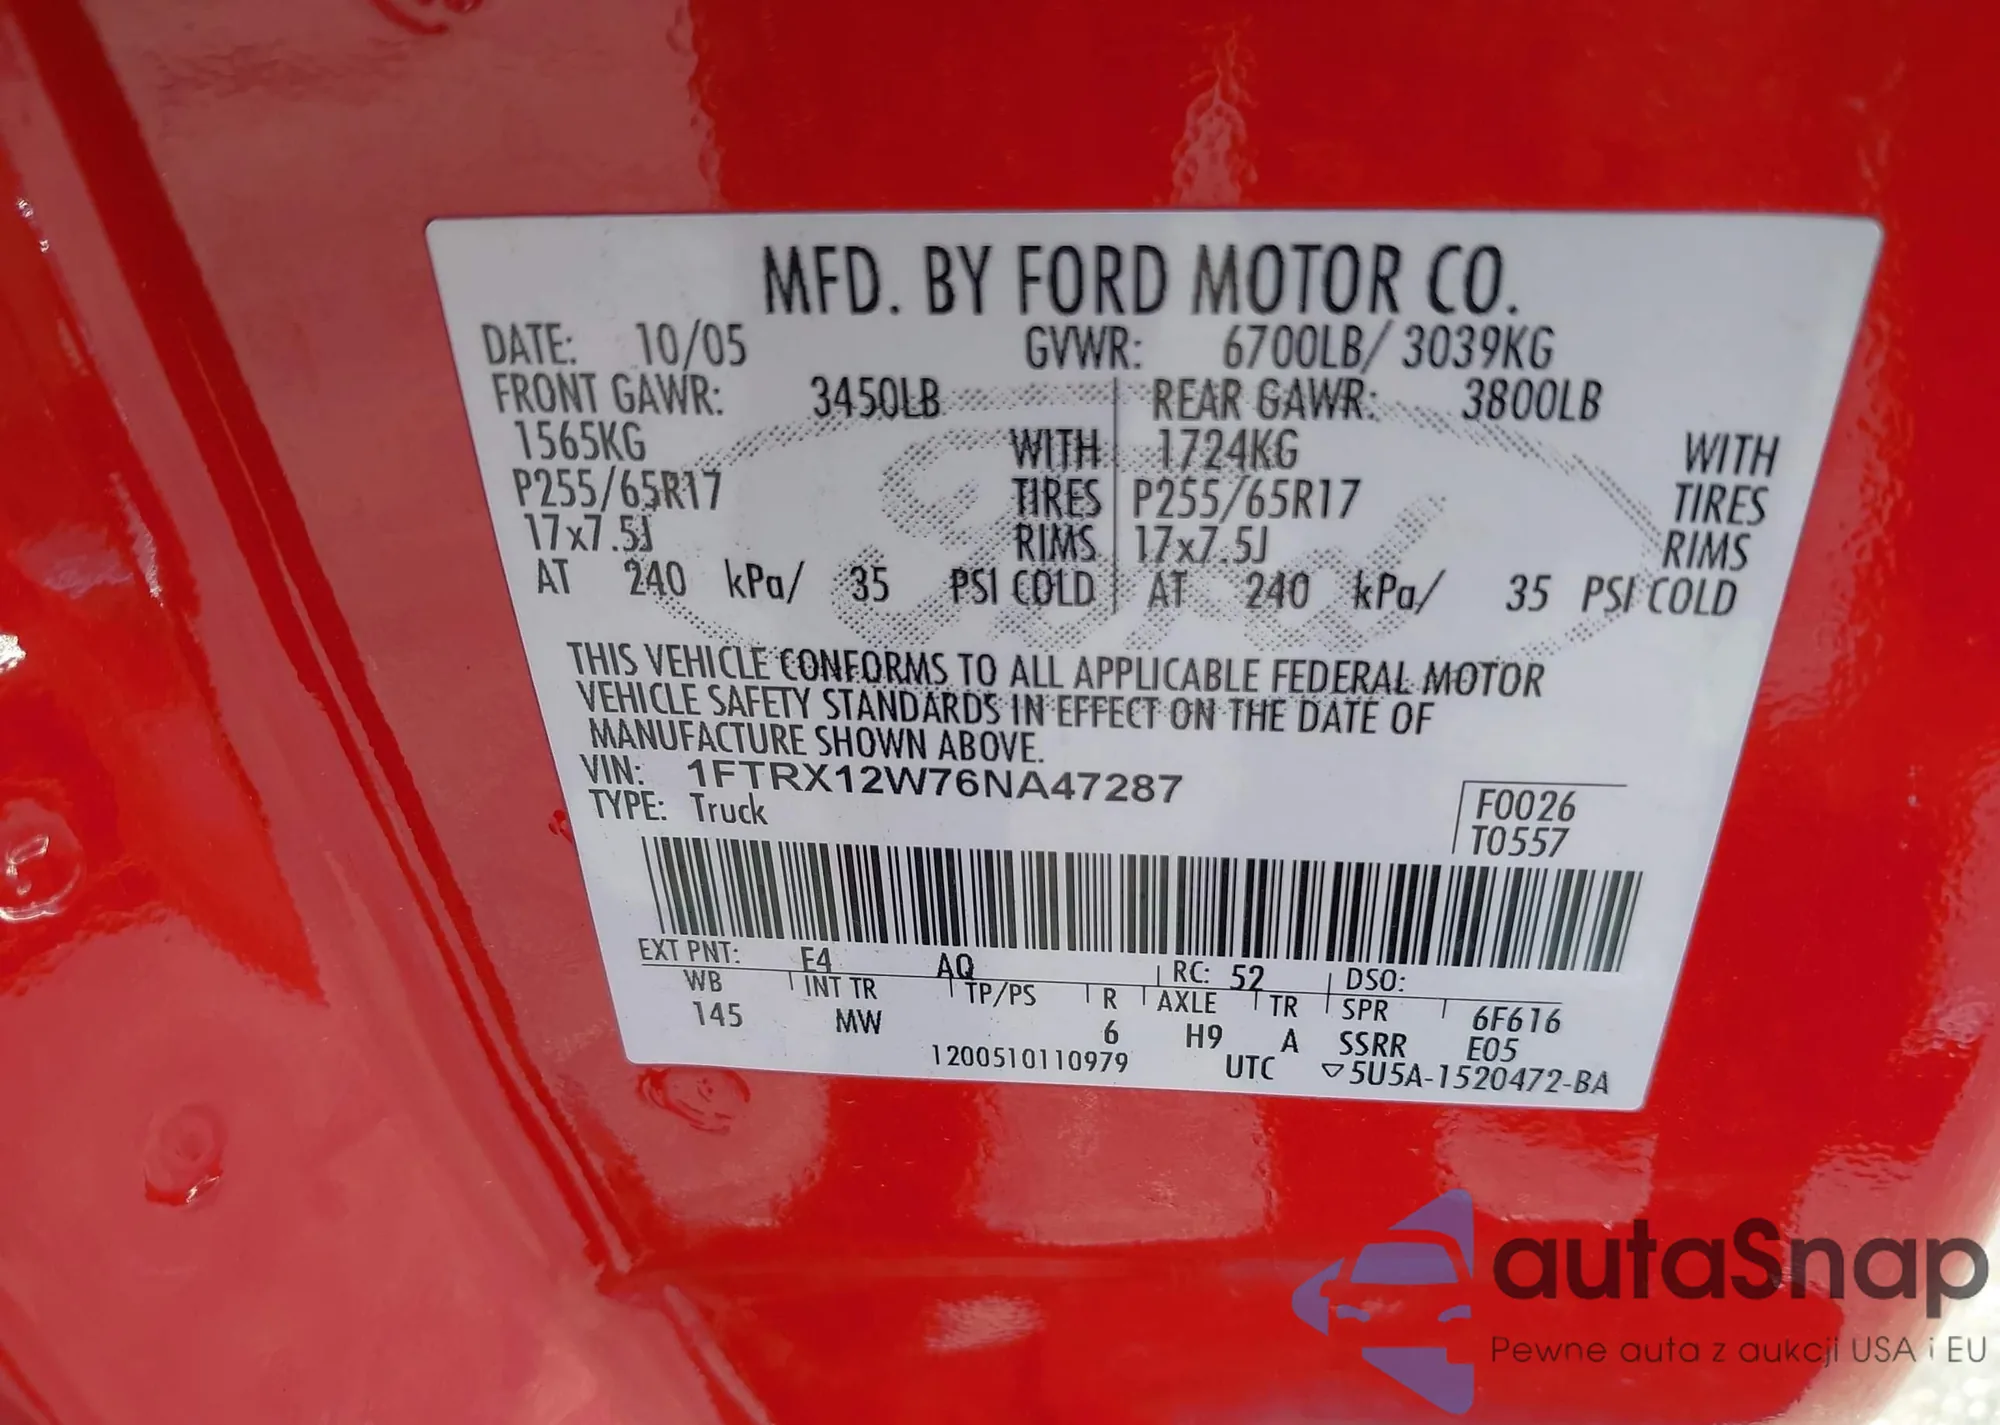 MFD. BY FORD MOTOR CO.
DATE: 10/05 GVWR: 6700LB/ 3039KG
FRONT GAWR: 3450LB REAR GAWR: 3800LB
1565KG WITH 1724KG WITH
P255/65R17 TIRES P255/65R17 TIRES
17x7.5J RIMS 17x7.5J RIMS
AT 240 kPa/ 35 PSI COLD AT 240 kPa/ 35 PSI COLD
Ford
THIS VEHICLE CONFORMS TO ALL APPLICABLE FEDERAL MOTOR
VEHICLE SAFETY STANDARDS IN EFFECT ON THE DATE OF
MANUFACTURE SHOWN ABOVE.
VIN: 1FTRX12W76NA47287
TYPE: Truck
F0026
T0557
EXT PNT: E4 AQ RC: 52 DSO:
WB INT TR TP/PS R AXLE TR SPR 6F616
145 MW 6 H9 A SSRR E05
1200510110979 UTC ▽5U5A-1520472-BA
autaSnap
Pewne auta z aukcji USA i EU